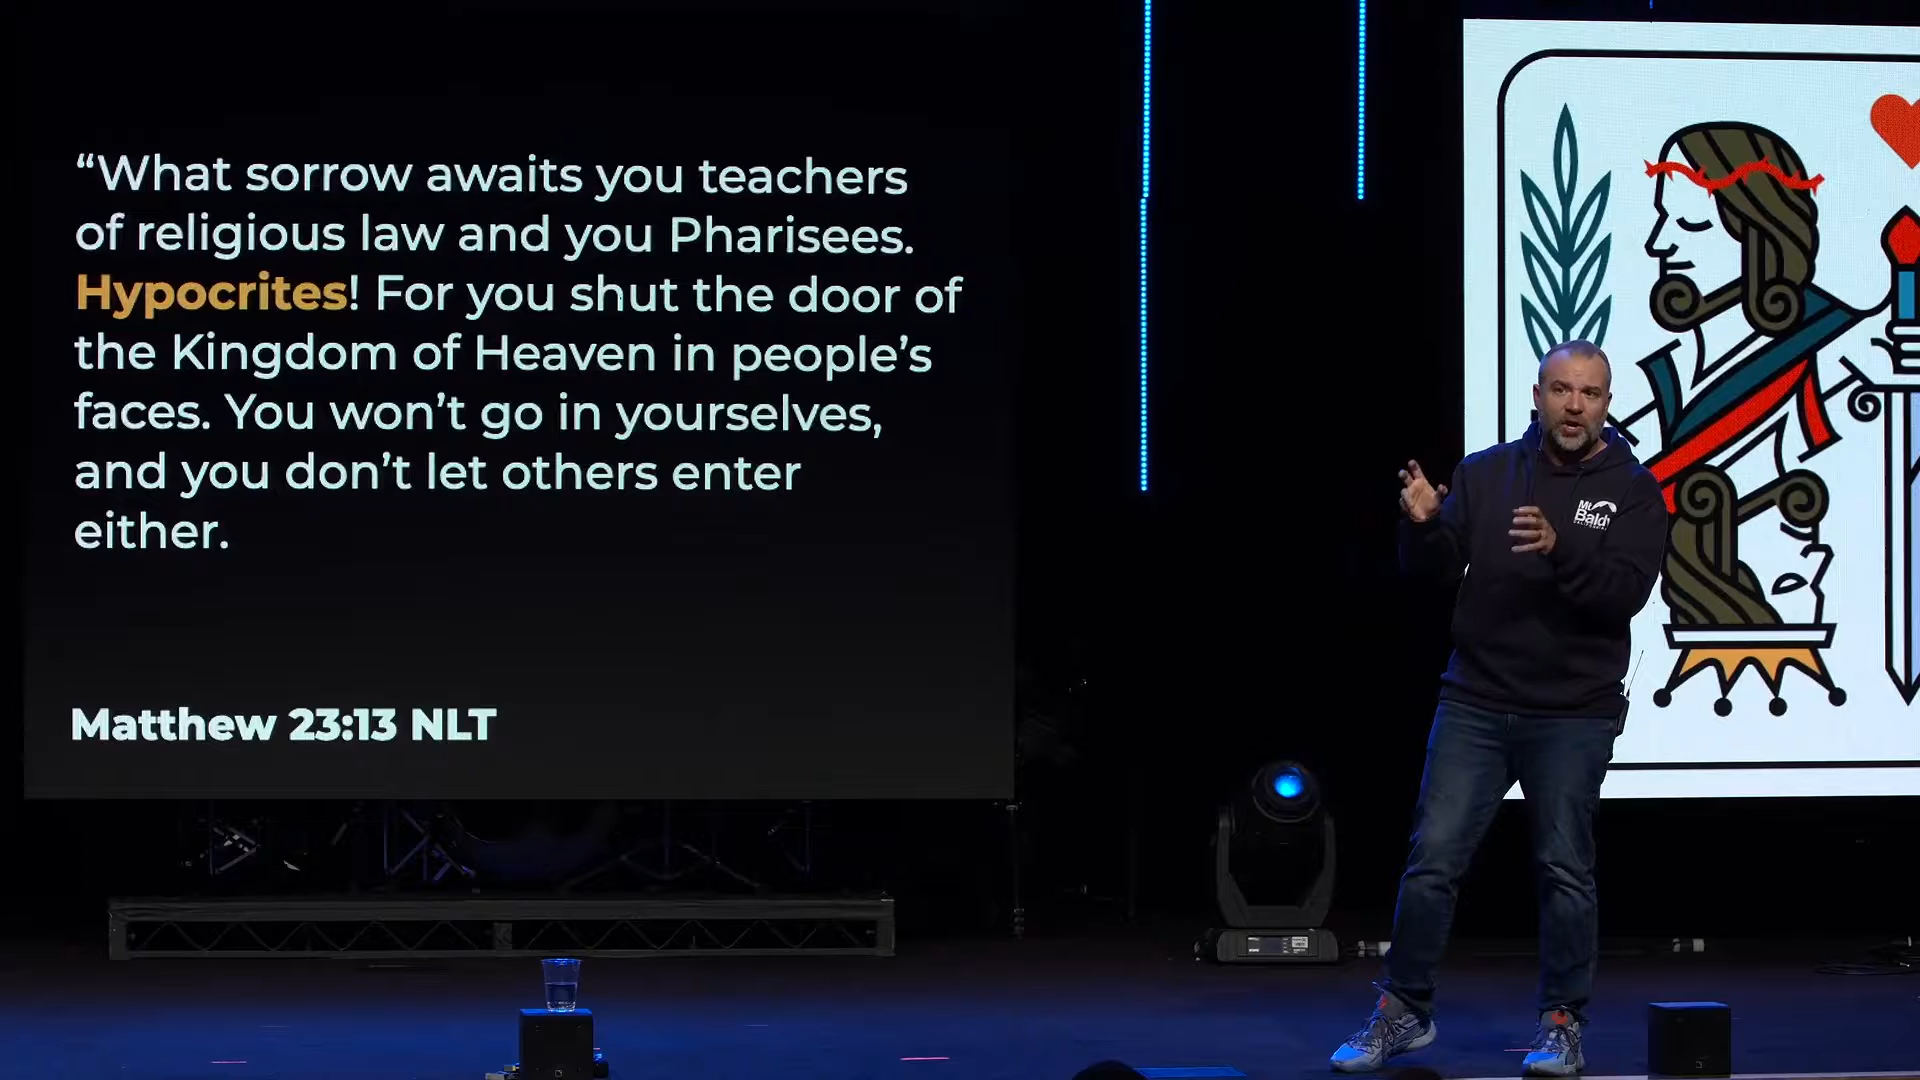 “What sorrow awaits you teachers
of religious law and you Pharisees.
Hypocrites! For you shut the door of
the Kingdom of Heaven in people’s
faces. You won’t go in yourselves,
and you don’t let others enter
either.
Matthew 23:13 NLT
Mt
Baldy